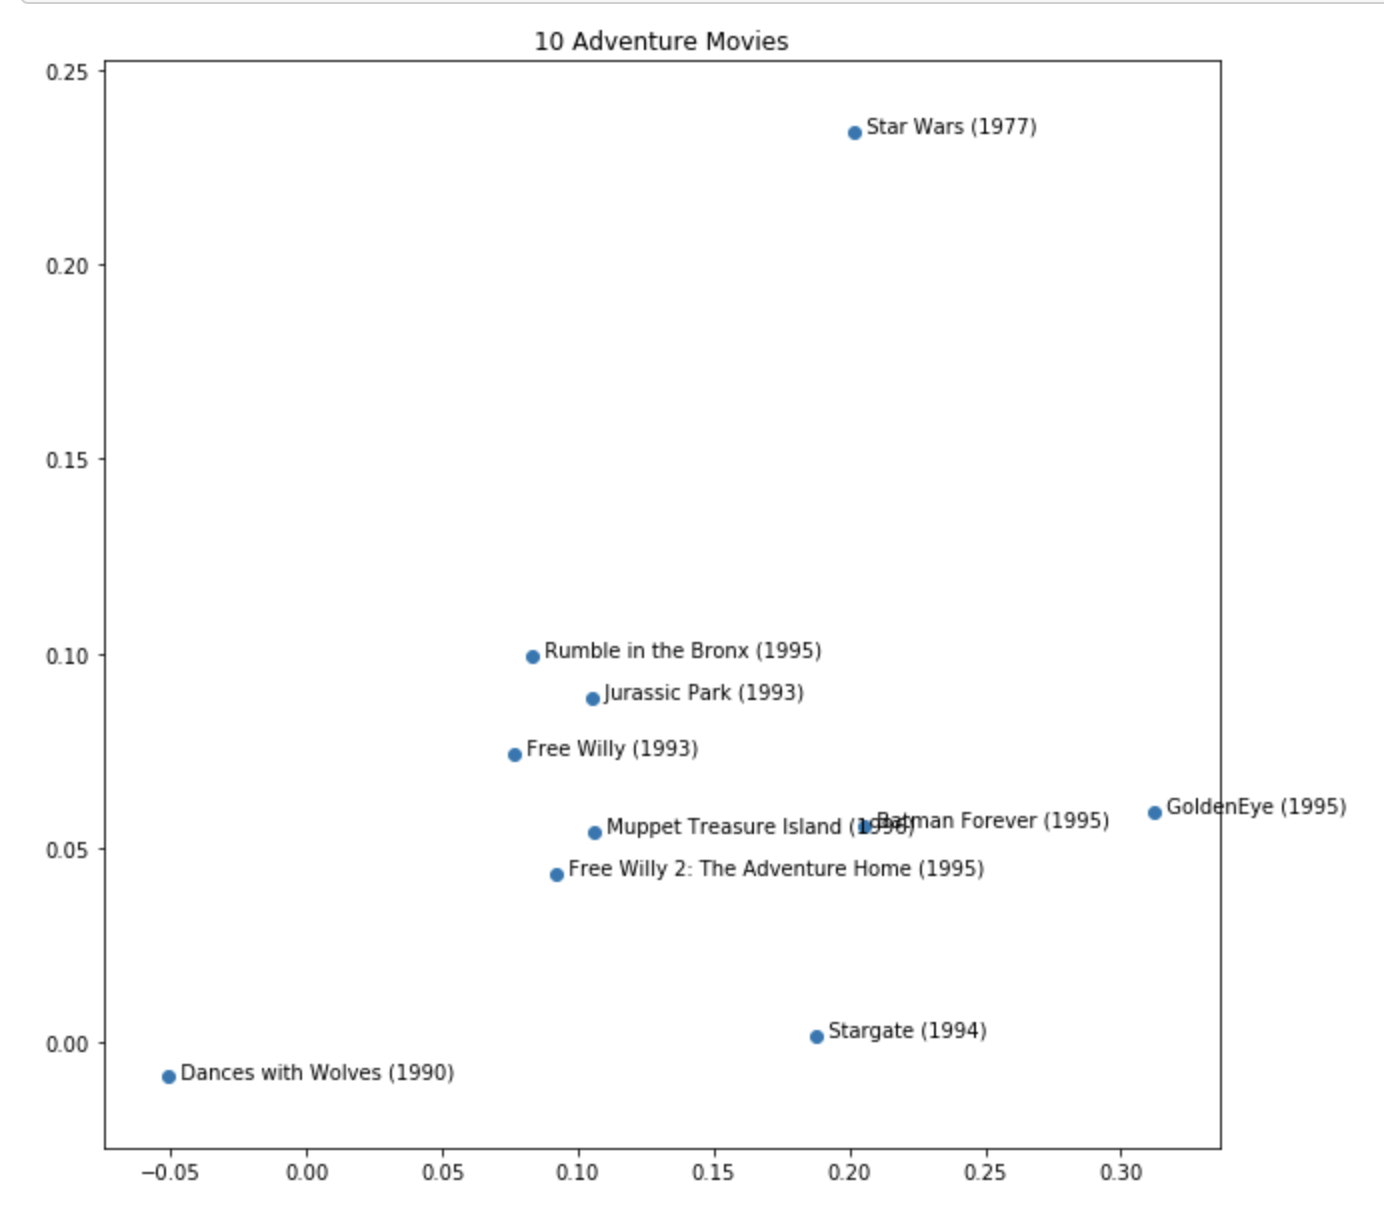 10 Adventure Movies
0.25
Star Wars (1977)
0.20
0.15
0.10
Rumble in the Bronx (1995)
Jurassic Park (1993)
Free Willy (1993)
GoldenEye (1995)
Batman Forever (1995)
Muppet Treasure Island (1996)
0.05
Free Willy 2: The Adventure Home (1995)
Stargate (1994)
0.00
Dances with Wolves (1990)
−0.05 0.00 0.05 0.10 0.15 0.20 0.25 0.30